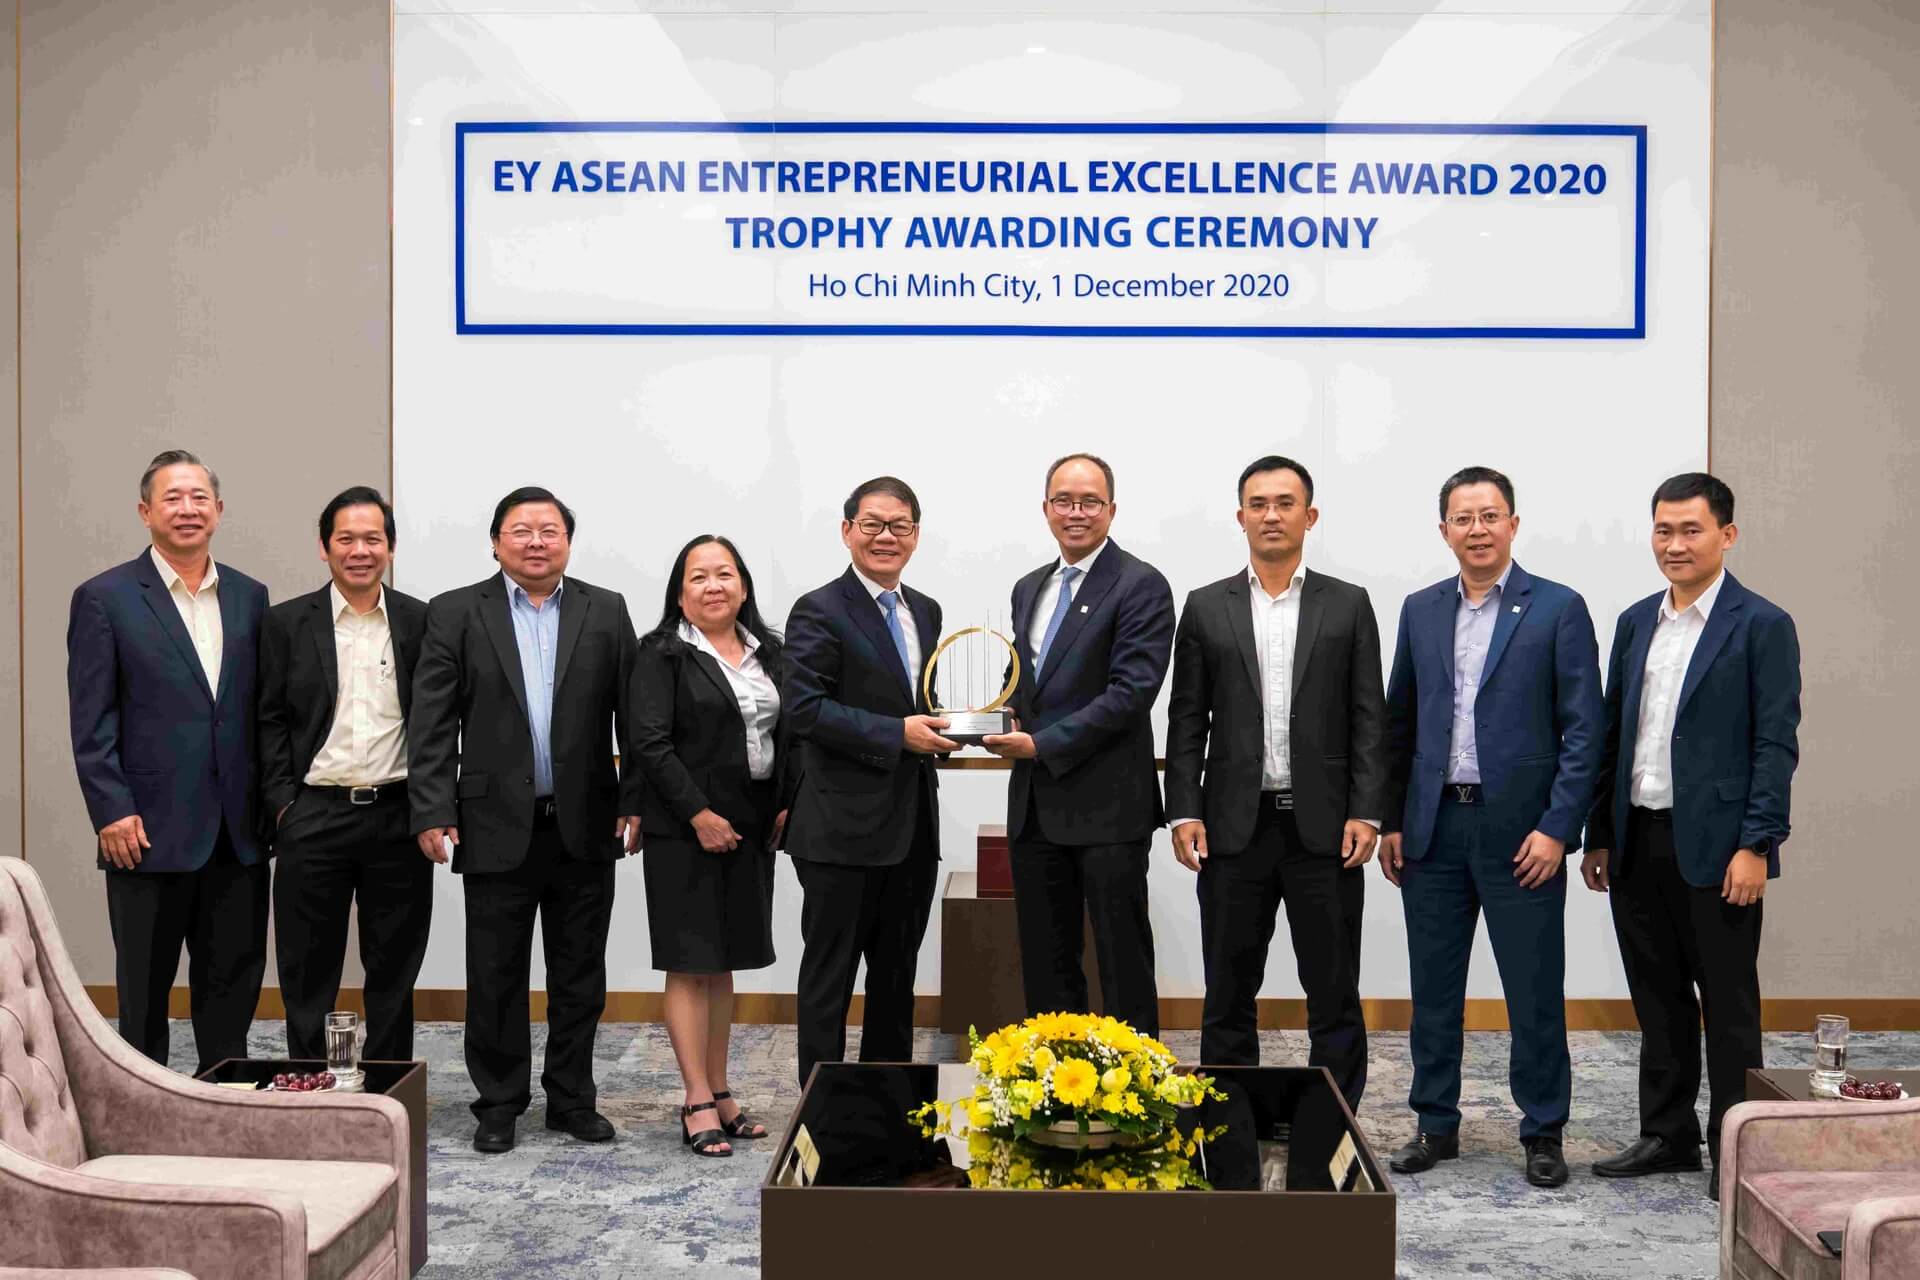 EY ASEAN ENTREPRENEURIAL EXCELLENCE AWARD 2020
TROPHY AWARDING CEREMONY
Ho Chi Minh City, 1 December 2020